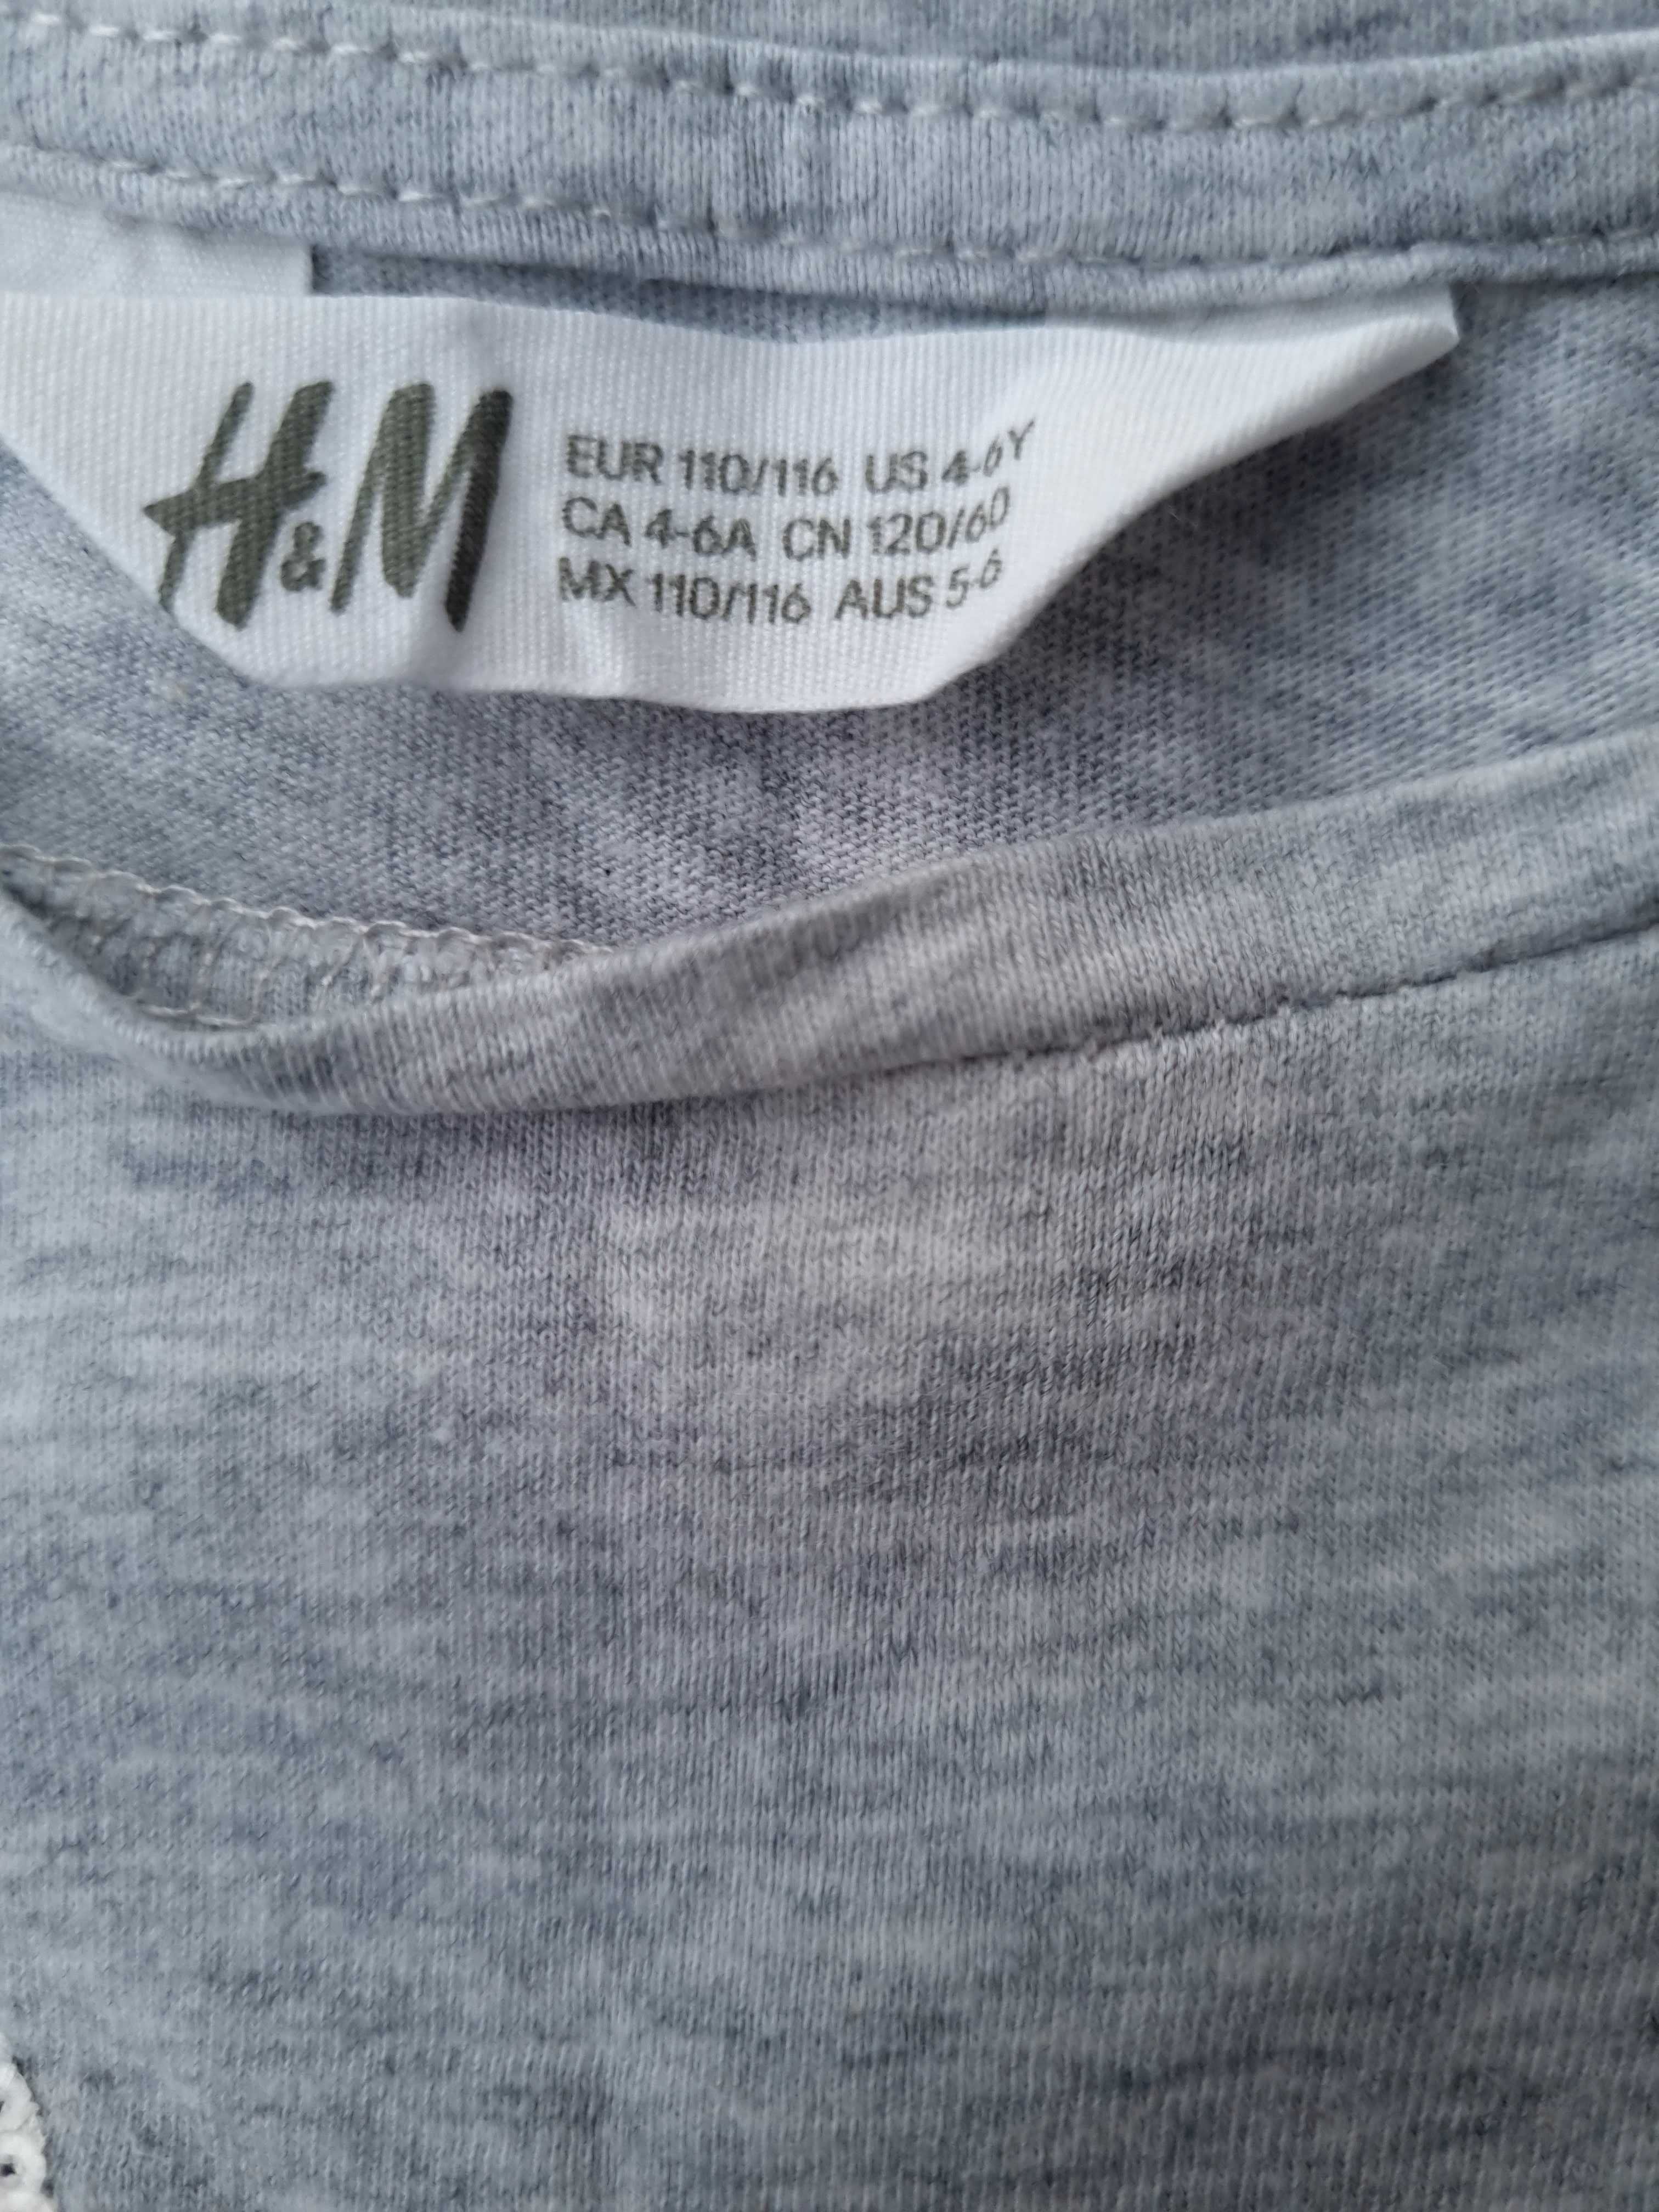 H&M
EUR 110/116 US 4-6Y
CA 4-6A CN 120/60
MX 110/116 AUS 5-6